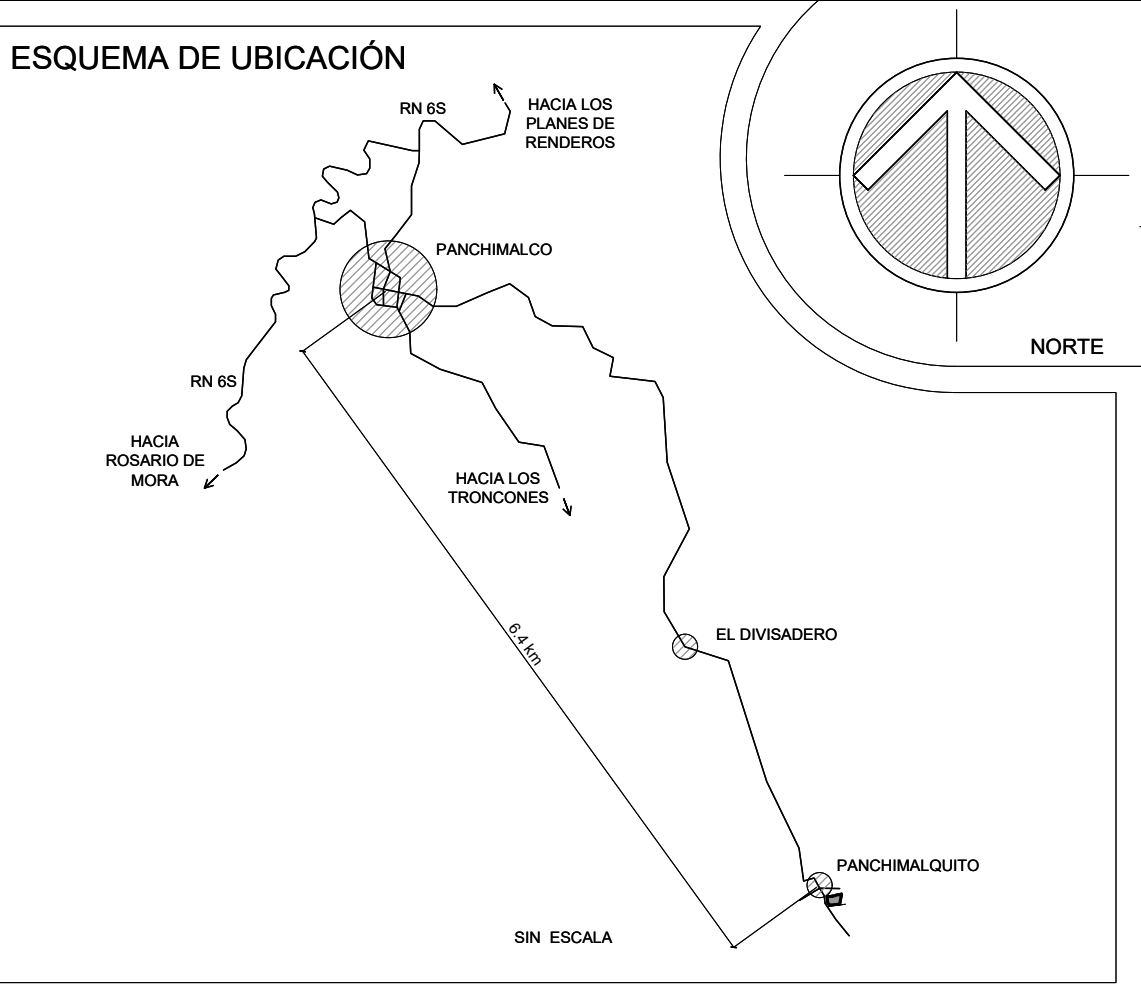 ESQUEMA DE UBICACIÓN
RN 6S
HACIA LOS
PLANES DE
RENDEROS
PANCHIMALCO
NORTE
RN 6S
HACIA
ROSARIO DE
MORA
HACIA LOS
TRONCONES
6.4 km
EL DIVISADERO
PANCHIMALQUITO
SIN ESCALA